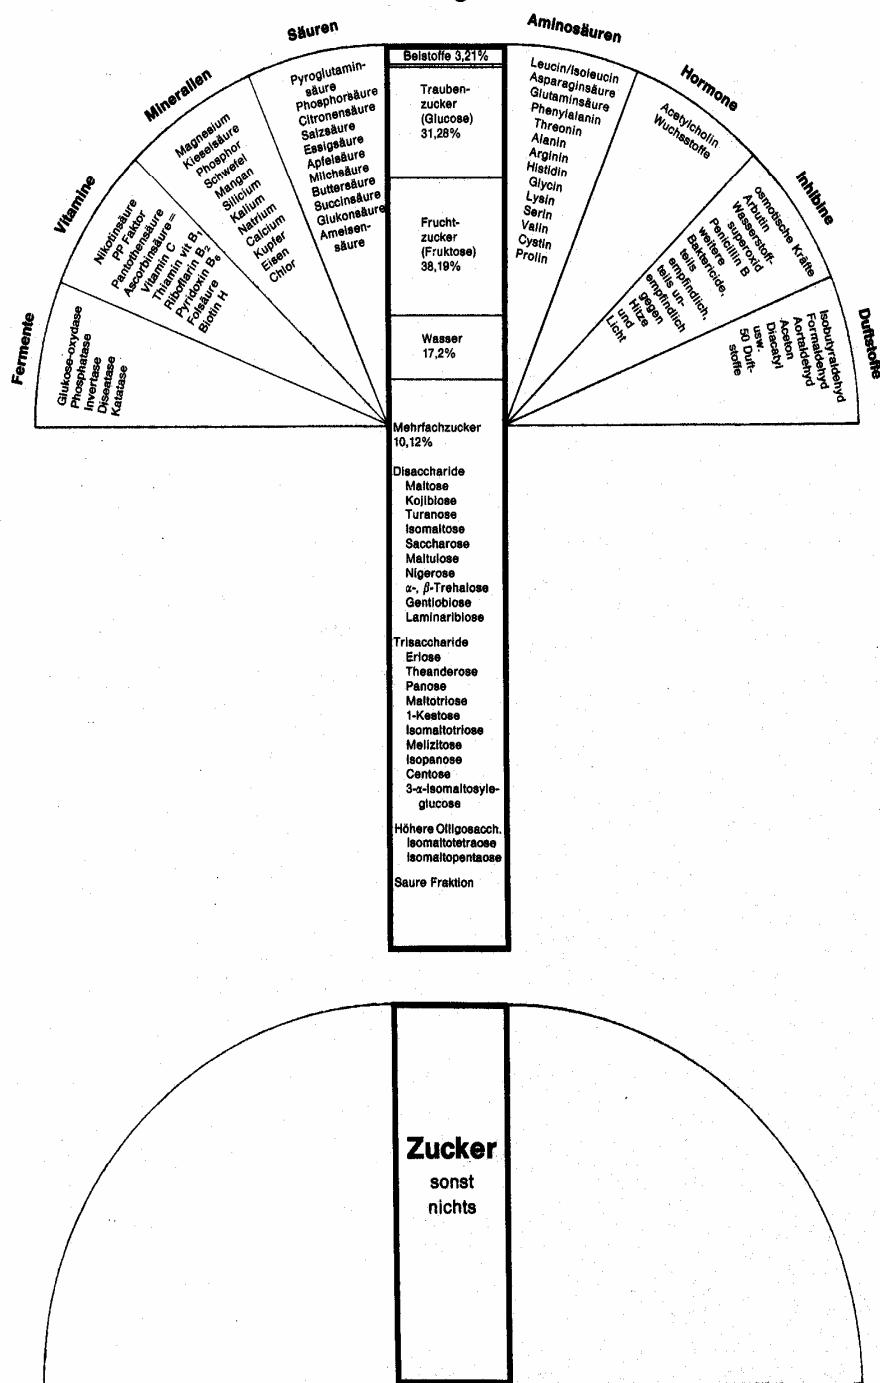 Fermente
Glukose-oxydase
Phosphatase
Invertase
Diseatase
Katatase
Vitamine
Nikotinsäure
PP Faktor
Pantothensäure
Ascorbinsäure =
Vitamin C
Thiamin vit B1
Riboflarin B2
Pyridoxin B6
Folsäure
Biotin H
Mineralien
Magnesium
Kieselsäure
Phosphor
Schwefel
Mangan
Silicium
Kalium
Natrium
Calcium
Kupfer
Eisen
Chlor
Säuren
Pyroglutamin-
säure
Phosphorsäure
Citronensäure
Salzsäure
Essigsäure
Apfelsäure
Milchsäure
Buttersäure
Succinsäure
Glukonsäure
Ameisen-
säure
Beistoffe 3,21%
Trauben-
zucker
(Glucose)
31,28%
Frucht-
zucker
(Fruktose)
38,19%
Wasser
17,2%
Mehrfachzucker
10,12%
Disaccharide
Maltose
Kojibiose
Turanose
Isomaltose
Saccharose
Maltulose
Nigerose
α-, β-Trehalose
Gentiobiose
Laminaribiose
Trisaccharide
Erlose
Theanderose
Panose
Maltotriose
1-Kestose
Isomaltotriose
Melizitose
Isopanose
Centose
3-α-Isomaltosyle-
glucose
Höhere Olligosacch.
Isomaltotetraose
Isomaltopentaose
Saure Fraktion
Aminosäuren
Leucin/Isoleucin
Asparaginsäure
Glutaminsäure
Phenylalanin
Threonin
Alanin
Arginin
Histidin
Glycin
Lysin
Serin
Valin
Cystin
Prolin
Hormone
Acetylcholin
Wuchsstoffe
Inhibine
osmotische Kräfte
Arbutin
Wasserstoff-
superoxid
Penicillin B
weitere
Baktericide,
teils
empfindlich,
teils un-
empfindlich
gegen
Hitze
und
Licht
Duftstoffe
Isobutyraldehyd
Formaldehyd
Aortaldehyd
Aceton
Diacatyl
usw.
50 Duft-
stoffe
Zucker
sonst
nichts